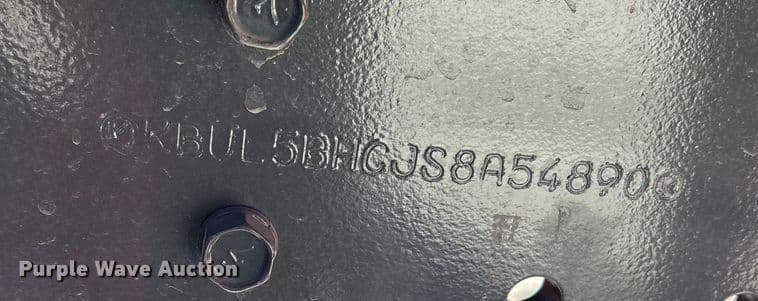 KBUL5BHCJS8A54890
Purple Wave Auction